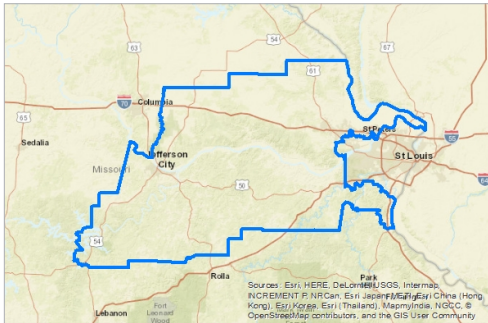 63
54
61
67
70
Columbia
St Peters
55
Sedalia
Missouri
Jefferson
City
St Louis
64
50
54
Rolla
Park
Lebanon
Fort
Leonard
Wood
Sources: Esri, HERE, DeLorme, USGS, Intermap,
INCREMENT P, NRCan, Esri Japan, METI, Esri China (Hong
Kong), Esri Korea, Esri (Thailand), MapmyIndia, NGCC, ©
OpenStreetMap contributors, and the GIS User Community